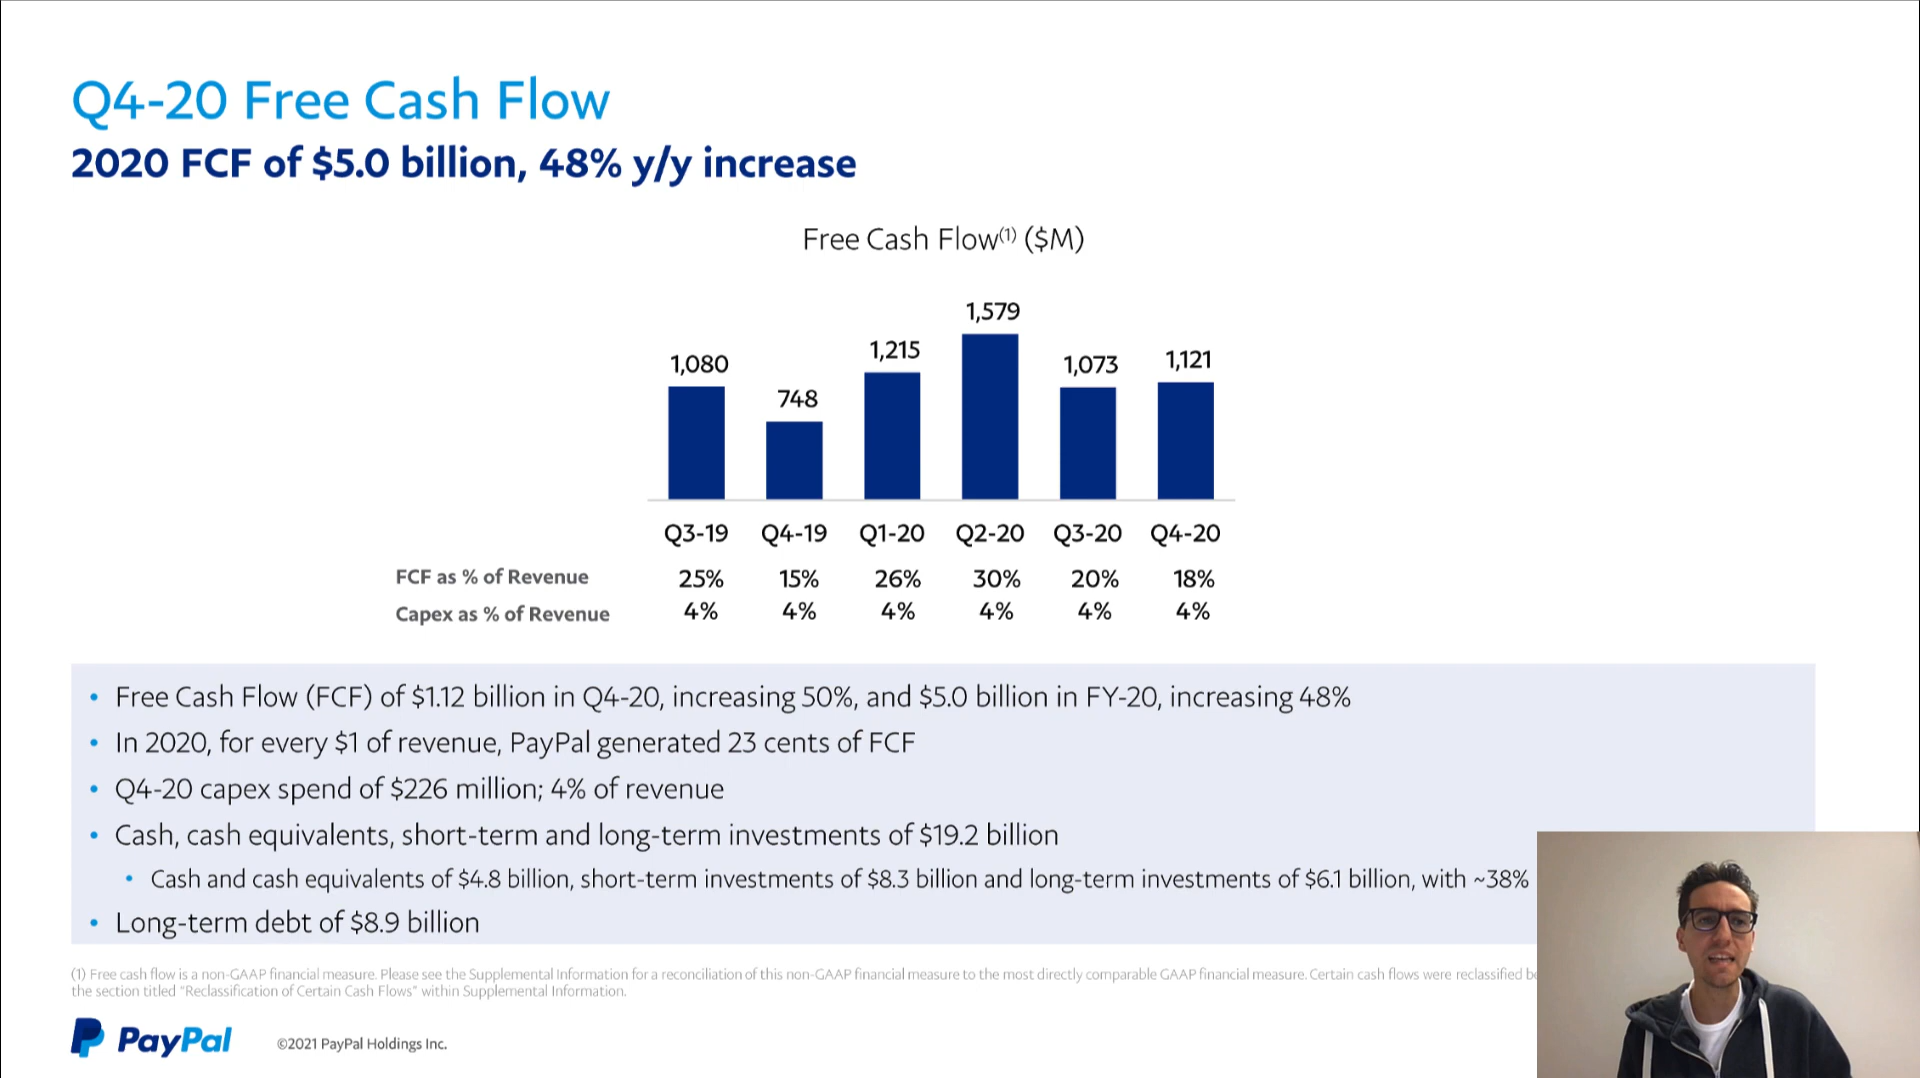 Q4-20 Free Cash Flow
2020 FCF of $5.0 billion, 48% y/y increase
Free Cash Flow(1) ($M)
1,080 748 1,215 1,579 1,073 1,121
Q3-19 Q4-19 Q1-20 Q2-20 Q3-20 Q4-20
FCF as % of Revenue 25% 15% 26% 30% 20% 18%
Capex as % of Revenue 4% 4% 4% 4% 4% 4%
• Free Cash Flow (FCF) of $1.12 billion in Q4-20, increasing 50%, and $5.0 billion in FY-20, increasing 48%
• In 2020, for every $1 of revenue, PayPal generated 23 cents of FCF
• Q4-20 capex spend of $226 million; 4% of revenue
• Cash, cash equivalents, short-term and long-term investments of $19.2 billion
• Cash and cash equivalents of $4.8 billion, short-term investments of $8.3 billion and long-term investments of $6.1 billion, with ~38%
• Long-term debt of $8.9 billion
(1) Free cash flow is a non-GAAP financial measure. Please see the Supplemental Information for a reconciliation of this non-GAAP financial measure to the most directly comparable GAAP financial measure. Certain cash flows were reclassified
the section titled "Reclassification of Certain Cash Flows" within Supplemental Information.
PayPal ©2021 PayPal Holdings Inc.